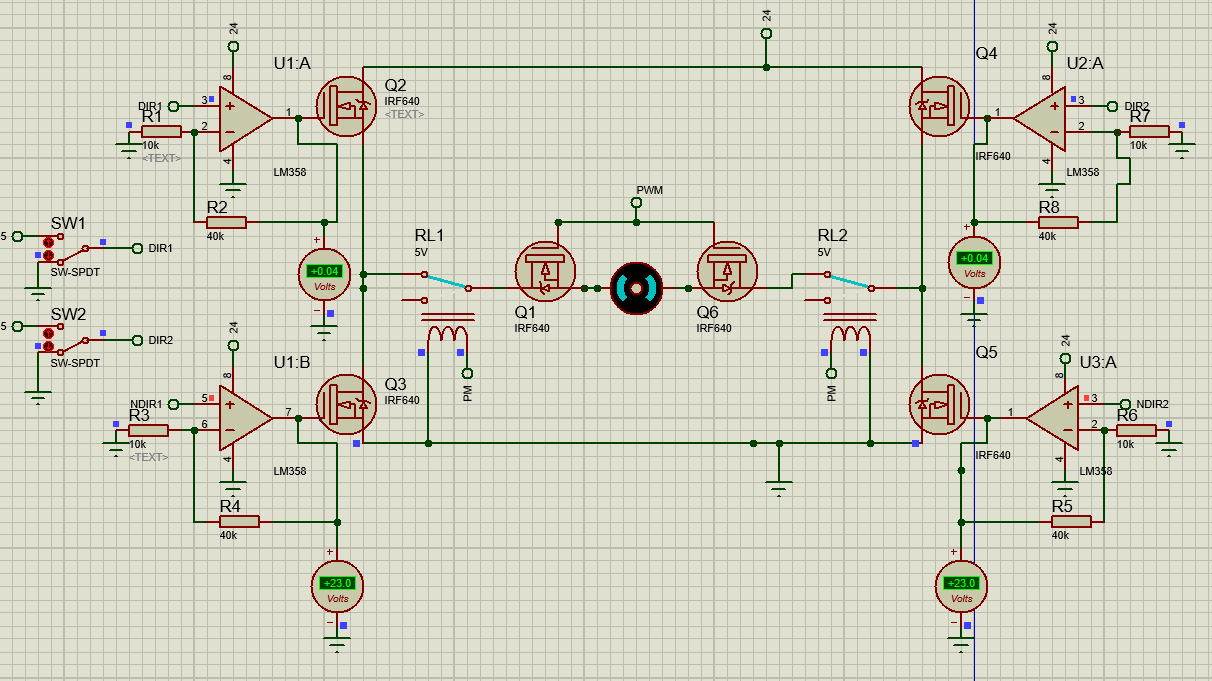 24
24
24
U1:A
Q4
U2:A
8
Q2
8
DIR1
3
IRF640
3
DIR2
R1
1
<TEXT>
1
R7
2
2
10k
10k
<TEXT>
4
IRF640
4
LM358
LM358
PWM
R2
R8
40k
40k
5
SW1
RL1
RL2
DIR1
5V
5V
+0.04
+0.04
SW-SPDT
Volts
Volts
Q1
Q6
SW2
IRF640
IRF640
5
24
24
DIR2
SW-SPDT
U1:B
Q5
U3:A
8
Q3
8
PM
PM
NDIR1
5
IRF640
3
NDIR2
R3
7
1
R6
6
2
10k
10k
<TEXT>
4
IRF640
4
LM358
LM358
R4
R5
40k
40k
+23.0
+23.0
Volts
Volts